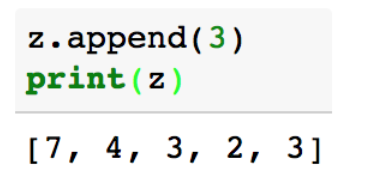 z.append(3)
print(z)
[7, 4, 3, 2, 3]